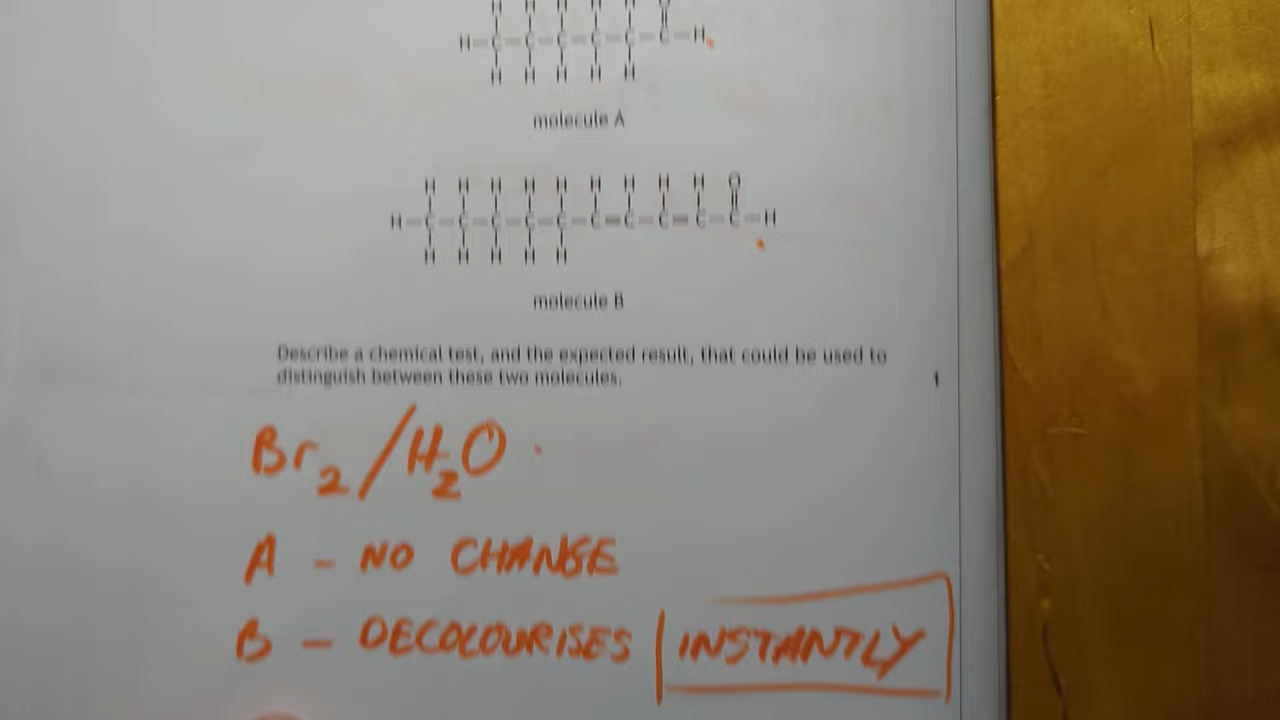 H H H H H O
H-C-C-C-C-C-C-H
H H H H H
molecule A
H H H H H H H H H O
H-C-C-C-C-C-C=C-C=C-C-H
H H H H H
molecule B
Describe a chemical test, and the expected result, that could be used to
distinguish between these two molecules. 1
Br2/H2O
A - NO CHANGE
B - DECOLOURISES INSTANTLY